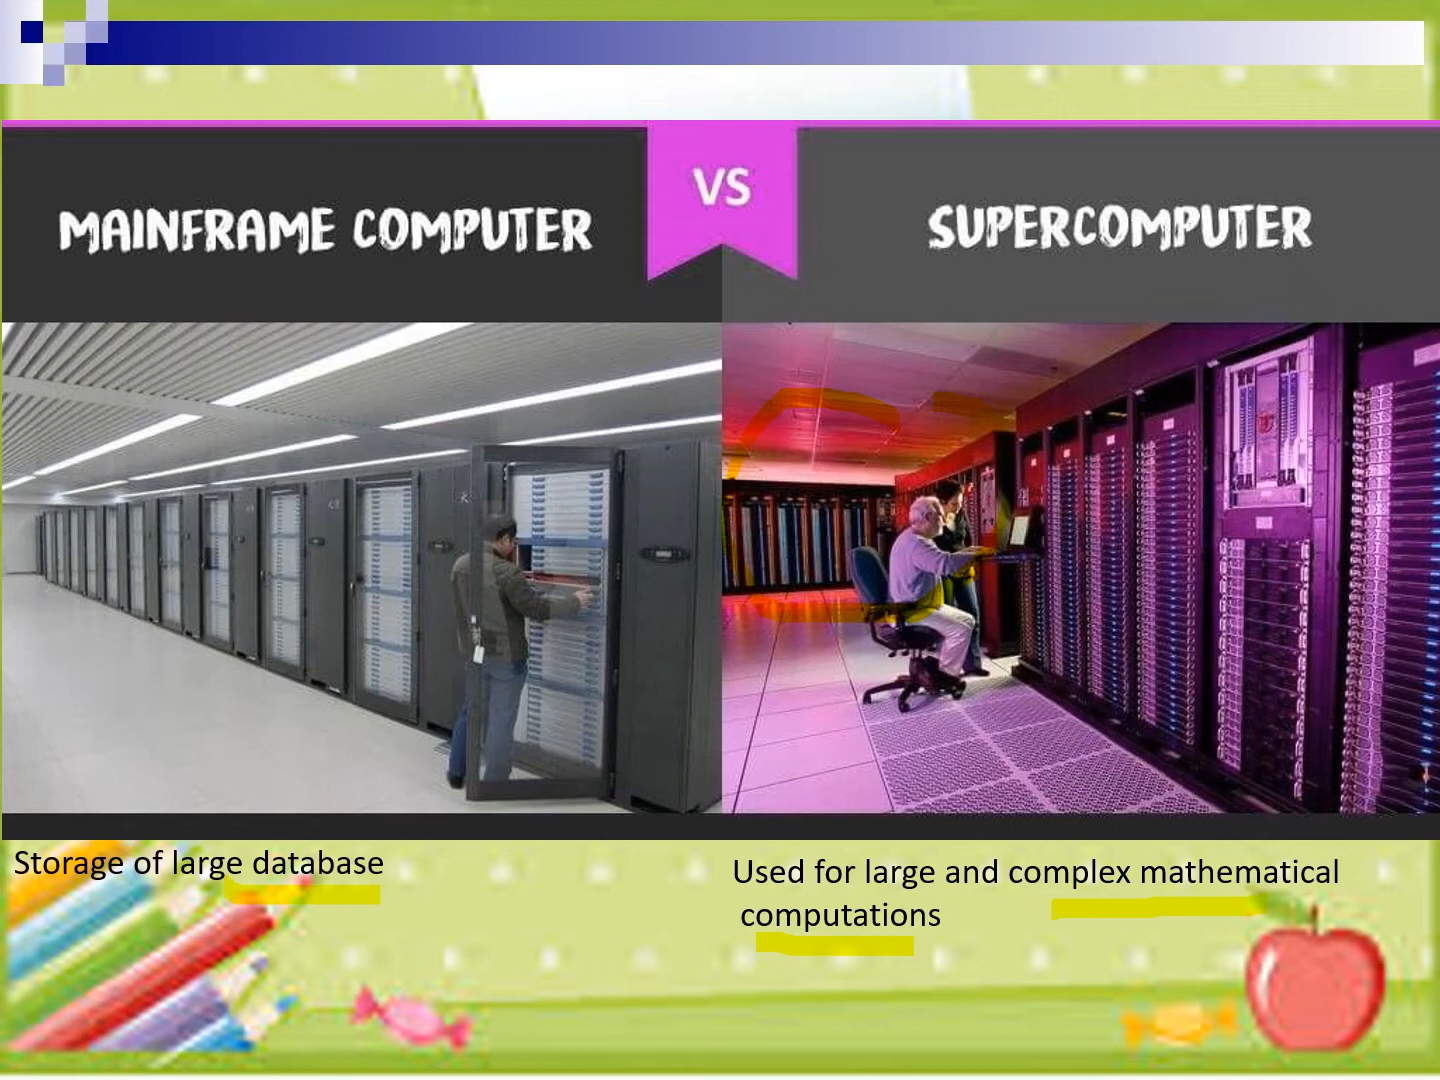 MAINFRAME COMPUTER
VS
SUPERCOMPUTER
Storage of large database
Used for large and complex mathematical
computations